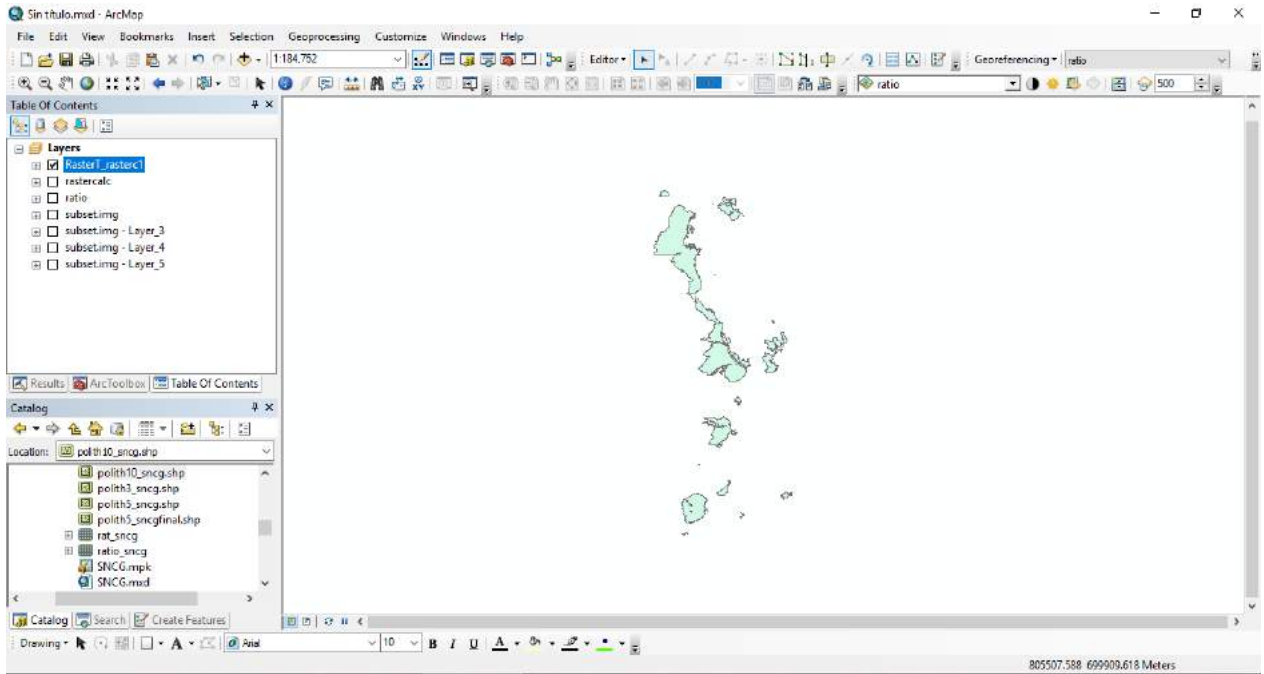 Sin título.mxd - ArcMap
File Edit View Bookmarks Insert Selection Geoprocessing Customize Windows Help
1:184.752 Editor Georeferencing ratio
ratio 500
Table Of Contents
Layers
RasterT_rasterc1
rastercalc
ratio
subset.img
subset.img - Layer_3
subset.img - Layer_4
subset.img - Layer_5
Results ArcToolbox Table Of Contents
Catalog
Location: polith10_sncg.shp
polith10_sncg.shp
polith3_sncg.shp
polith5_sncg.shp
polith5_sncgfinal.shp
rat_sncg
ratio_sncg
SNCG.mpk
SNCG.mxd
Catalog Search Create Features
Drawing A Arial 10 B I U A
805507.588 699909.618 Meters